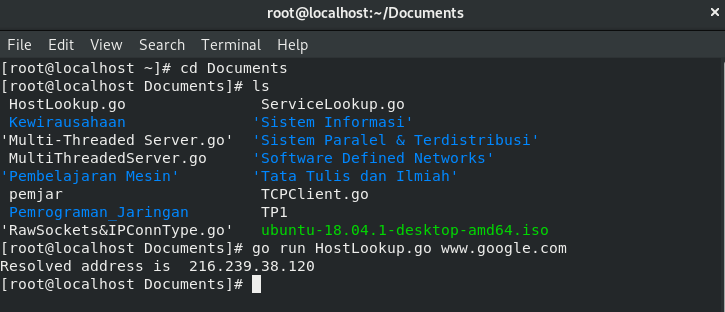 root@localhost:~/Documents
×
File Edit View Search Terminal Help
[root@localhost ~]# cd Documents
[root@localhost Documents]# ls
HostLookup.go ServiceLookup.go
Kewirausahaan 'Sistem Informasi'
'Multi-Threaded Server.go' 'Sistem Paralel & Terdistribusi'
MultiThreadedServer.go 'Software Defined Networks'
'Pembelajaran Mesin' 'Tata Tulis dan Ilmiah'
pemjar TCPClient.go
Pemrograman_Jaringan TP1
'RawSockets&IPConnType.go' ubuntu-18.04.1-desktop-amd64.iso
[root@localhost Documents]# go run HostLookup.go www.google.com
Resolved address is  216.239.38.120
[root@localhost Documents]#